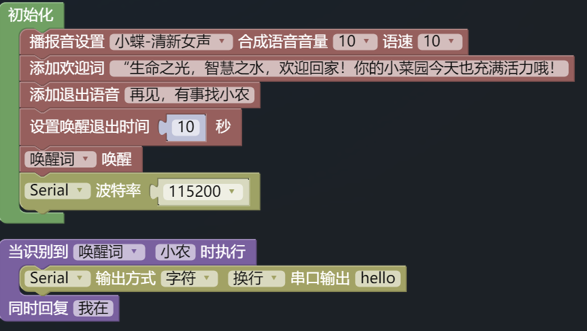 初始化
播报音设置 小蝶-清新女声 合成语音音量 10 语速 10
添加欢迎词 “生命之光，智慧之水，欢迎回家！你的小菜园今天也充满活力哦！
添加退出语音 再见，有事找小农
设置唤醒退出时间 10 秒
唤醒词 唤醒
Serial 波特率 115200
当识别到 唤醒词 小农 时执行
Serial 输出方式 字符 换行 串口输出 hello
同时回复 我在